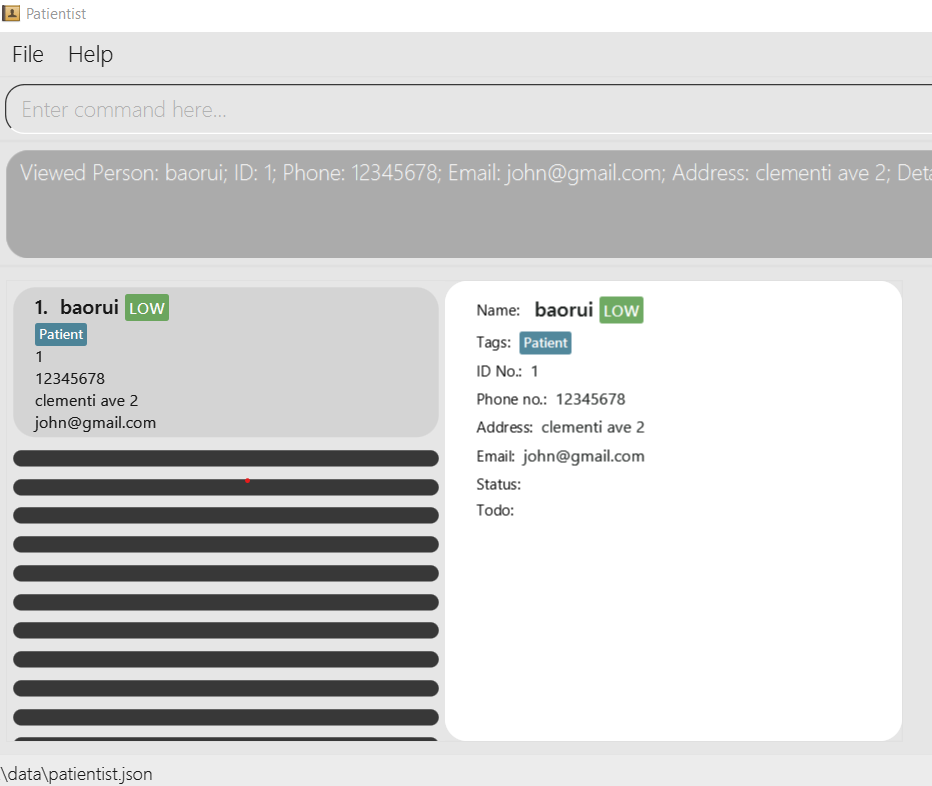 Patientist
File Help
Enter command here...
Viewed Person: baorui; ID: 1; Phone: 12345678; Email: john@gmail.com; Address: clementi ave 2;
1. baorui LOW
Patient
1
12345678
clementi ave 2
john@gmail.com
Name: baorui LOW
Tags: Patient
ID No.: 1
Phone no.: 12345678
Address: clementi ave 2
Email: john@gmail.com
Status:
Todo:
\data\patientist.json